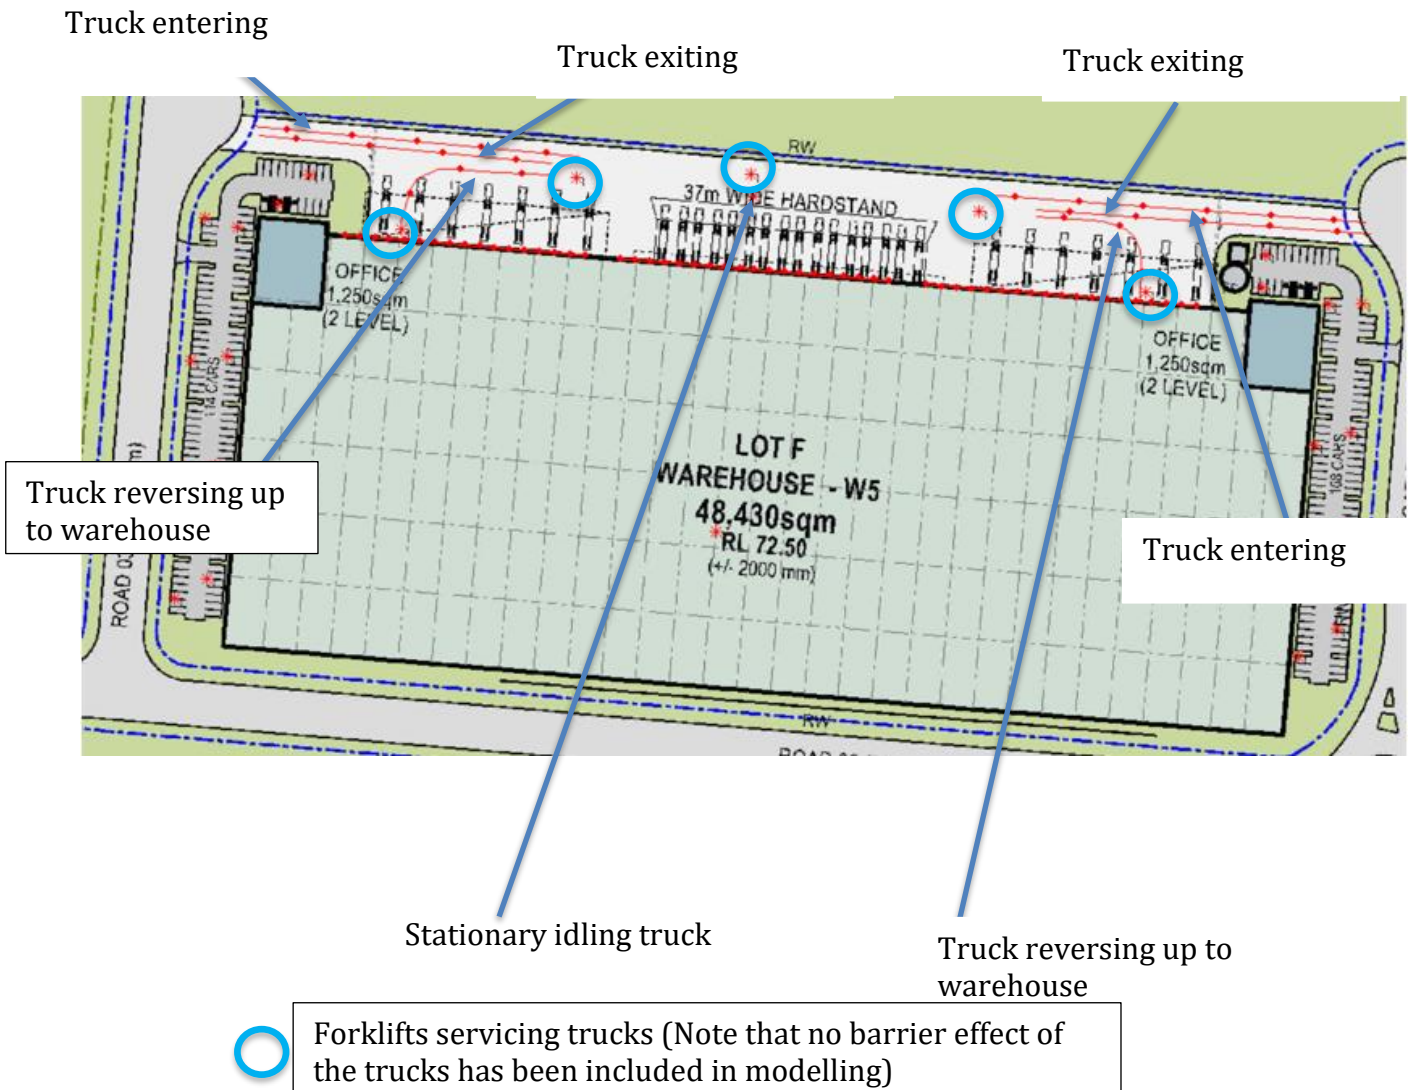 Truck entering
Truck exiting
Truck exiting
RW
37m WIDE HARDSTAND
OFFICE
1,250sqm
(2 LEVEL)
OFFICE
1,250sqm
(2 LEVEL)
114 CARS
108 CARS
LOT F
WAREHOUSE - W5
48,430sqm
RL 72.50
(+/- 2000 mm)
Truck reversing up
to warehouse
Truck entering
ROAD
RW
Stationary idling truck
Truck reversing up to
warehouse
Forklifts servicing trucks (Note that no barrier effect of
the trucks has been included in modelling)